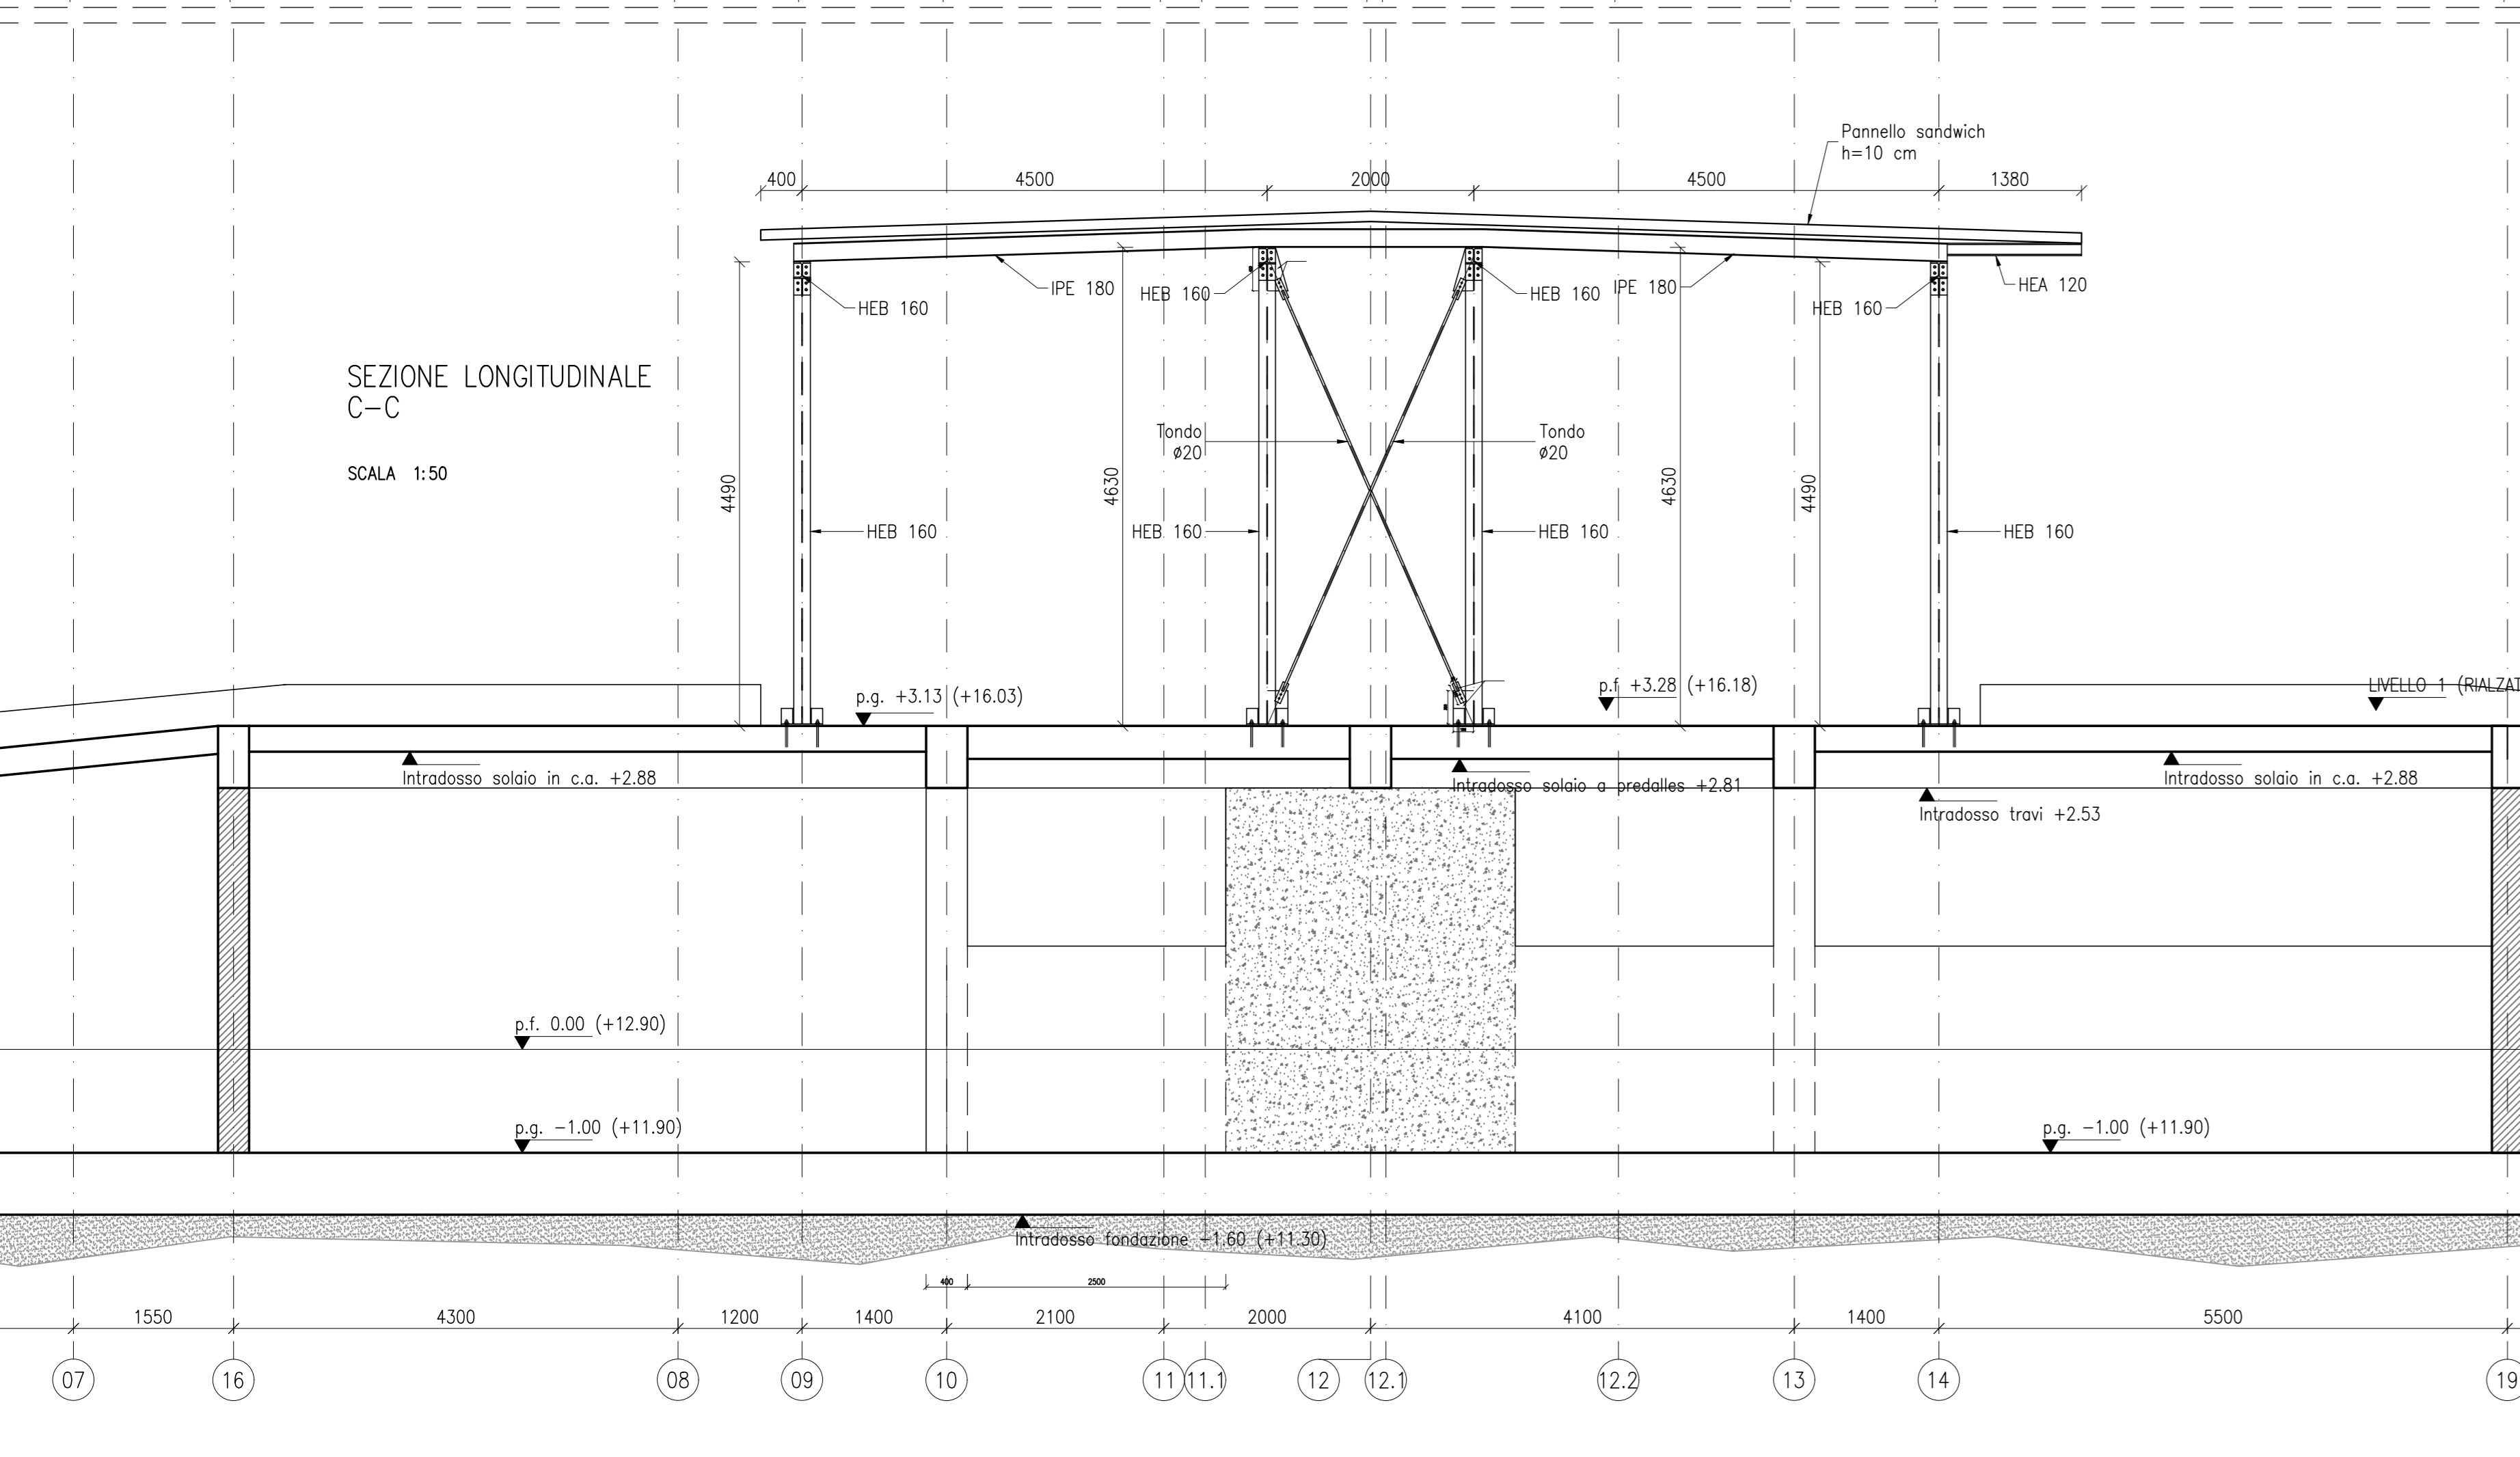 Pannello sandwich
h=10 cm
400
4500
2000
4500
1380
HEB 160
IPE 180
HEB 160
HEB 160
IPE 180
HEB 160
HEA 120
SEZIONE LONGITUDINALE
C-C
SCALA 1:50
Tondo
ø20
Tondo
ø20
4490
4630
4630
4490
HEB 160
HEB 160
HEB 160
HEB 160
p.g. +3.13 (+16.03)
p.f +3.28 (+16.18)
LIVELLO 1 (RIALZAT
Intradosso solaio in c.a. +2.88
Intradosso solaio a predalles +2.81
Intradosso solaio in c.a. +2.88
Intradosso travi +2.53
p.f. 0.00 (+12.90)
p.g. -1.00 (+11.90)
p.g. -1.00 (+11.90)
Intradosso fondazione -1.60 (+11.30)
400
2500
1550
4300
1200
1400
2100
2000
4100
1400
5500
07
16
08
09
10
11
11.1
12
12.1
12.2
13
14
19